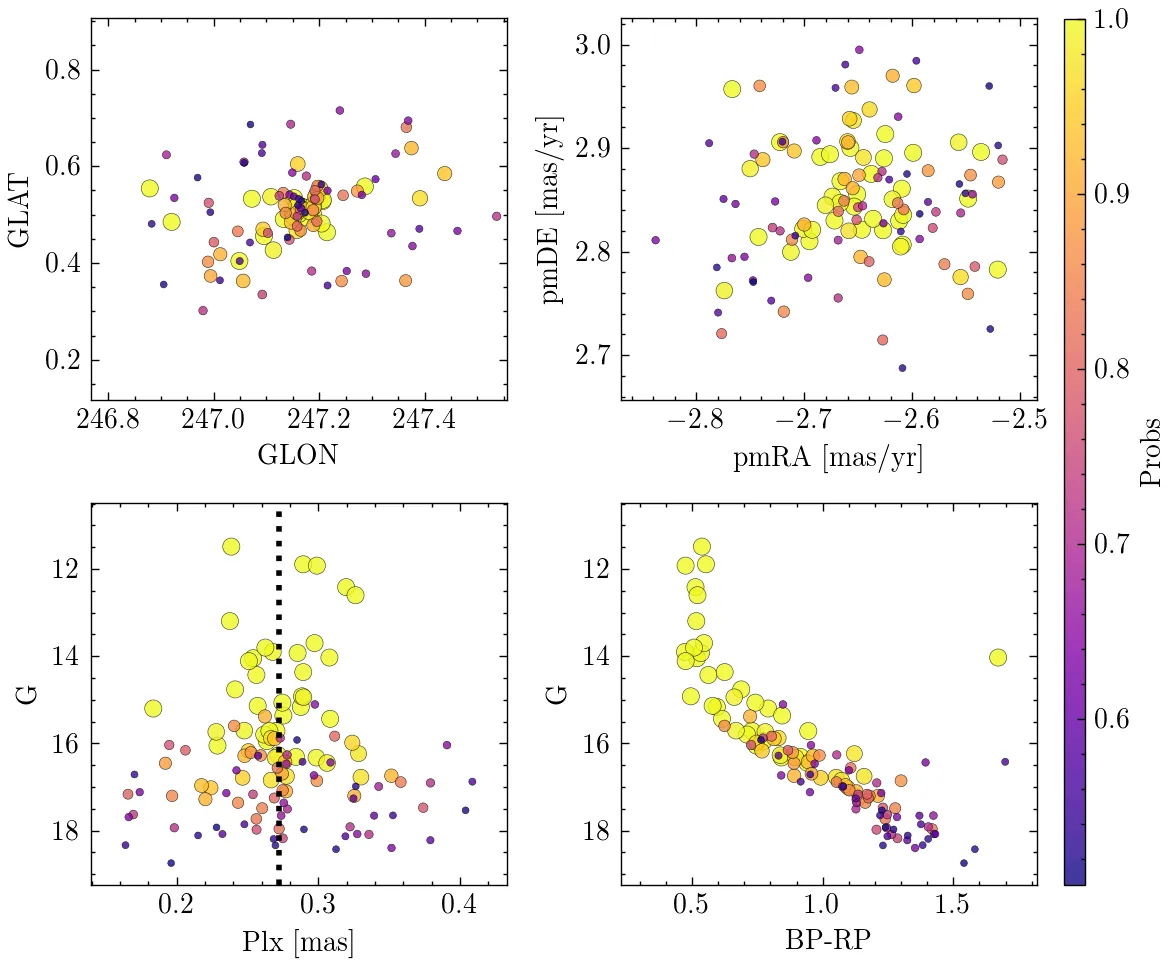 0.8
0.6
0.4
0.2
GLAT
246.8 247.0 247.2 247.4
GLON
3.0
2.9
2.8
2.7
pmDE [mas/yr]
−2.8 −2.7 −2.6 −2.5
pmRA [mas/yr]
12
14
16
18
G
0.2 0.3 0.4
Plx [mas]
12
14
16
18
G
0.5 1.0 1.5
BP-RP
1.0
0.9
0.8
0.7
0.6
Probs